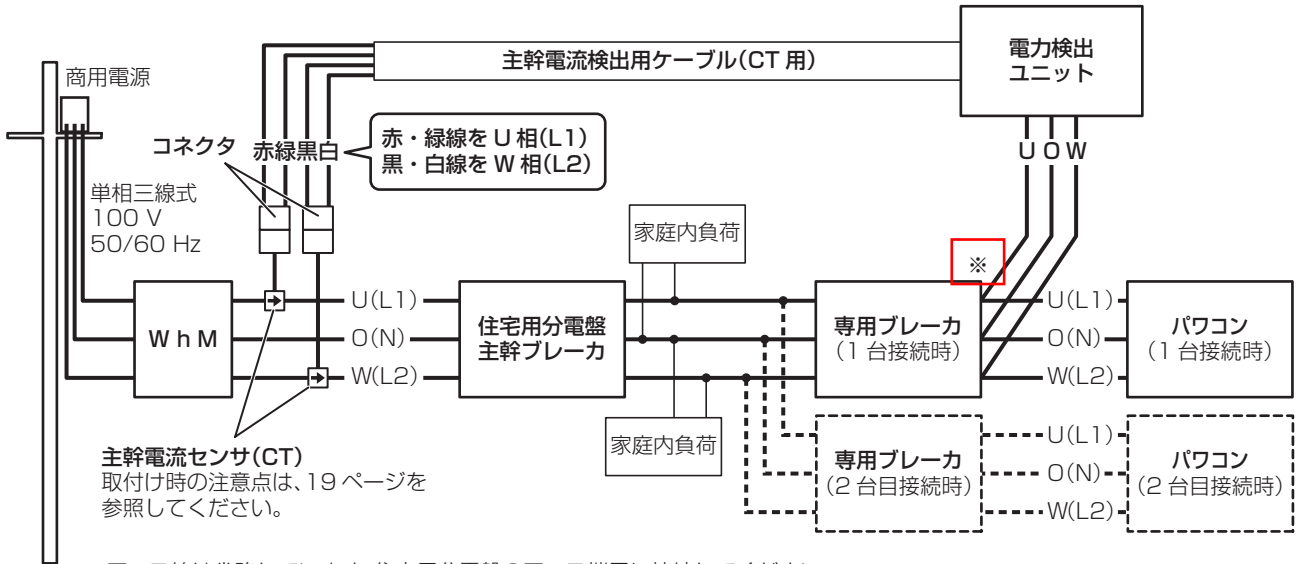 主幹電流検出用ケーブル(CT 用)
電力検出
ユニット
商用電源
コネクタ
赤緑黒白
赤・緑線を U 相(L1)
黒・白線を W 相(L2)
U O W
単相三線式
100 V
50/60 Hz
家庭内負荷
※
W h M
U(L1)
O(N)
W(L2)
住宅用分電盤
主幹ブレーカ
専用ブレーカ
(1 台接続時)
U(L1)
O(N)
W(L2)
パワコン
(1 台接続時)
家庭内負荷
主幹電流センサ(CT)
取付け時の注意点は、19 ページを
参照してください。
専用ブレーカ
(2 台目接続時)
U(L1)
O(N)
W(L2)
パワコン
(2 台目接続時)